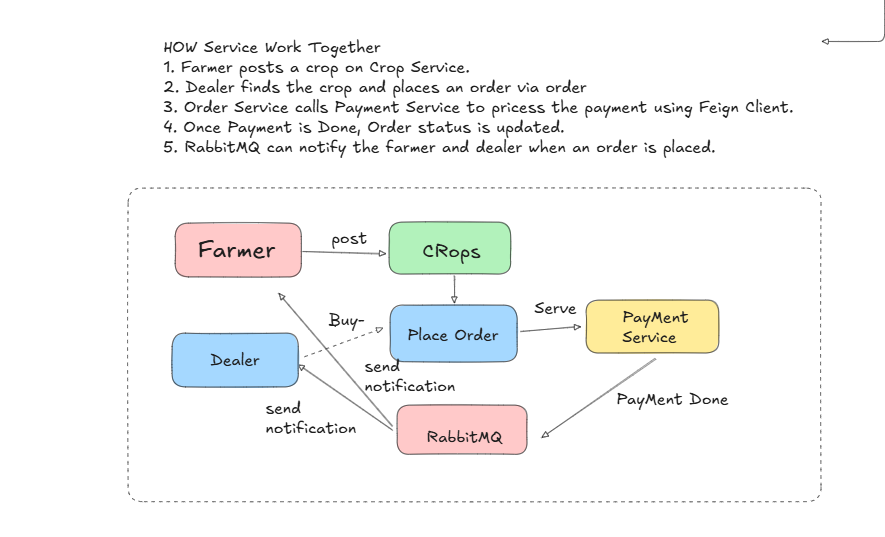 HOW Service Work Together
1. Farmer posts a crop on Crop Service.
2. Dealer finds the crop and places an order via order
3. Order Service calls Payment Service to pricess the payment using Feign Client.
4. Once Payment is Done, Order status is updated.
5. RabbitMQ can notify the farmer and dealer when an order is placed.
Farmer
post
CRops
Buy-
Place Order
Serve
PayMent
Service
Dealer
send
notification
send
notification
PayMent Done
RabbitMQ